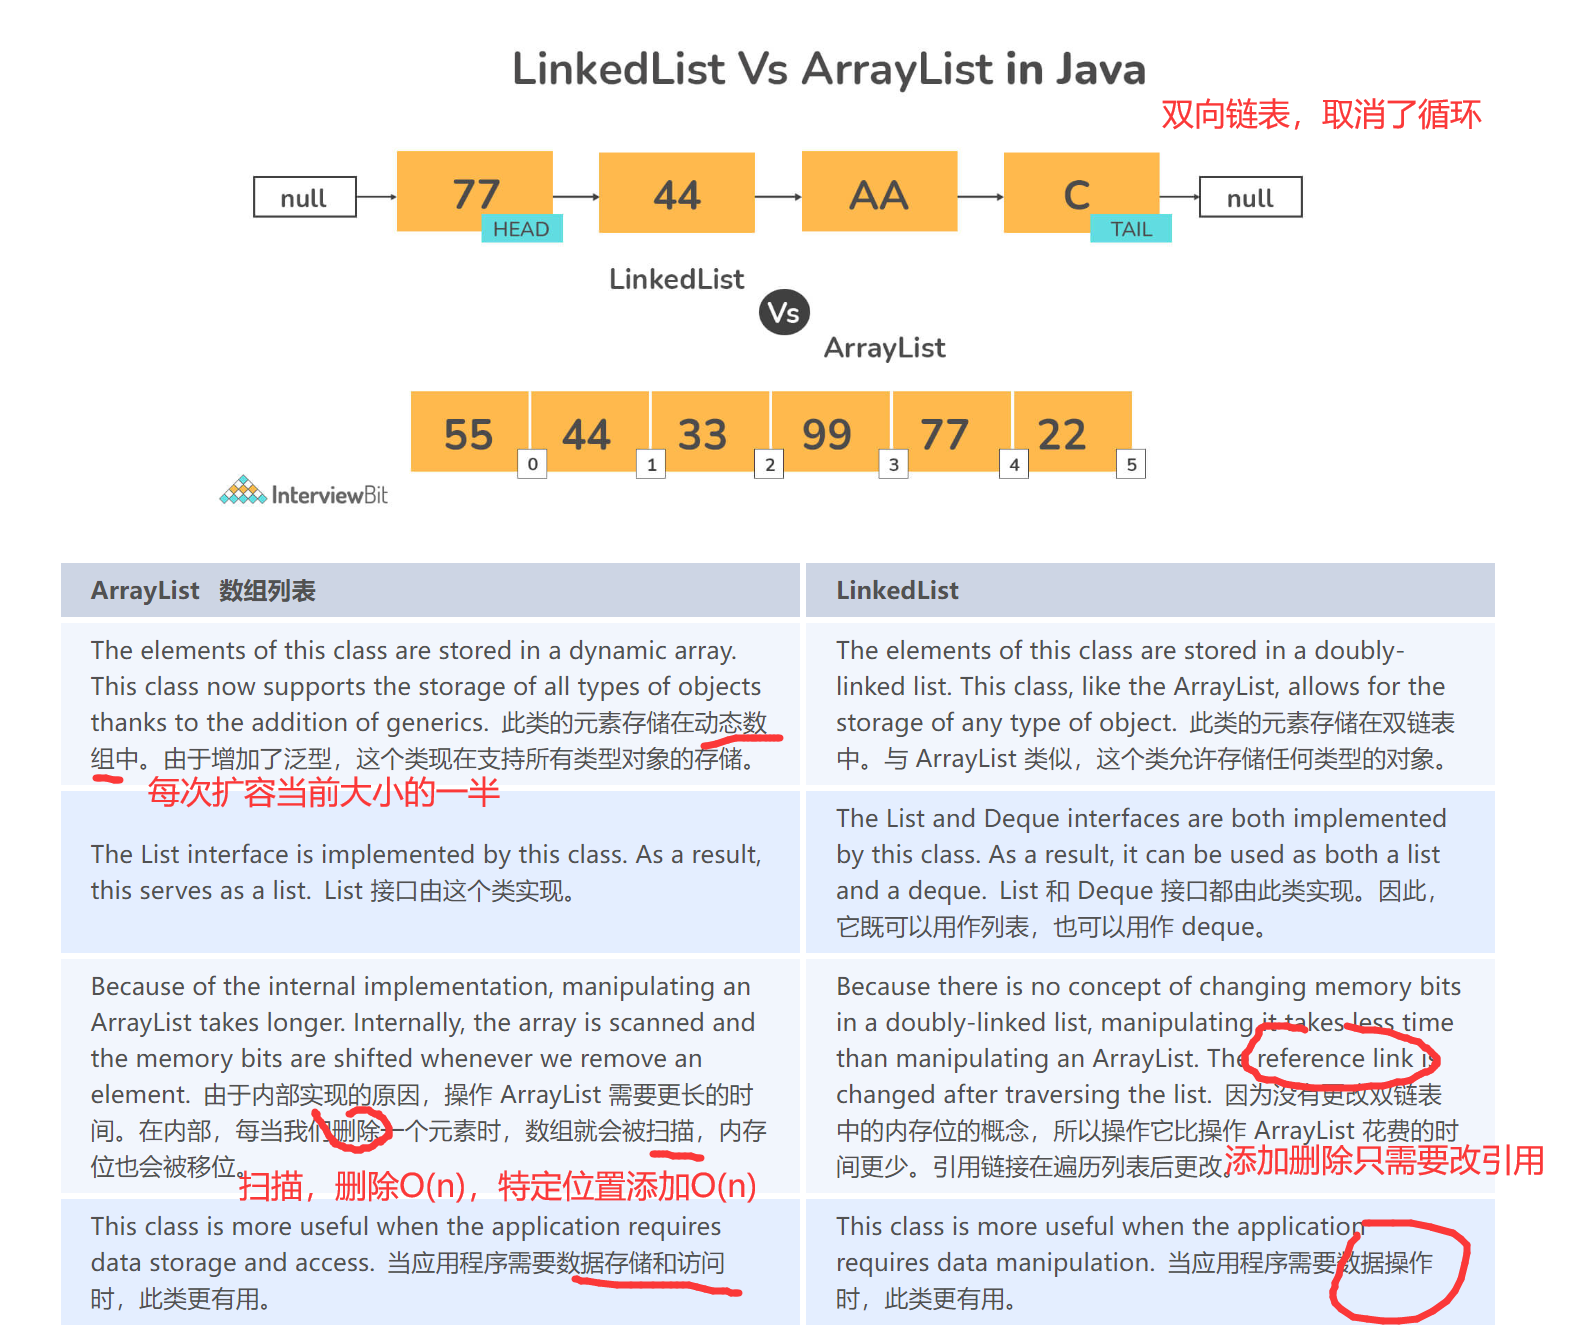 LinkedList Vs ArrayList in Java
双向链表，取消了循环
null
77
44
AA
C
null
HEAD
TAIL
LinkedList
Vs
ArrayList
55
44
33
99
77
22
0
1
2
3
4
5
InterviewBit
ArrayList 数组列表
LinkedList
The elements of this class are stored in a dynamic array.
This class now supports the storage of all types of objects
thanks to the addition of generics. 此类的元素存储在动态数
组中。由于增加了泛型，这个类现在支持所有类型对象的存储。
每次扩容当前大小的一半
The elements of this class are stored in a doubly-
linked list. This class, like the ArrayList, allows for the
storage of any type of object. 此类的元素存储在双链表
中。与 ArrayList 类似，这个类允许存储任何类型的对象。
The List interface is implemented by this class. As a result,
this serves as a list. List 接口由这个类实现。
The List and Deque interfaces are both implemented
by this class. As a result, it can be used as both a list
and a deque. List 和 Deque 接口都由此类实现。因此，
它既可以用作列表，也可以用作 deque。
Because of the internal implementation, manipulating an
ArrayList takes longer. Internally, the array is scanned and
the memory bits are shifted whenever we remove an
element. 由于内部实现的原因，操作 ArrayList 需要更长的时
间。在内部，每当我们删除一个元素时，数组就会被扫描，内存
位也会被移位。
扫描，删除O(n)，特定位置添加O(n)
Because there is no concept of changing memory bits
in a doubly-linked list, manipulating it takes less time
than manipulating an ArrayList. The reference link is
changed after traversing the list. 因为没有更改双链表
中的内存位的概念，所以操作它比操作 ArrayList 花费的时
间更少。引用链接在遍历列表后更改。
添加删除只需要改引用
This class is more useful when the application requires
data storage and access. 当应用程序需要数据存储和访问
时，此类更有用。
This class is more useful when the application
requires data manipulation. 当应用程序需要数据操作
时，此类更有用。